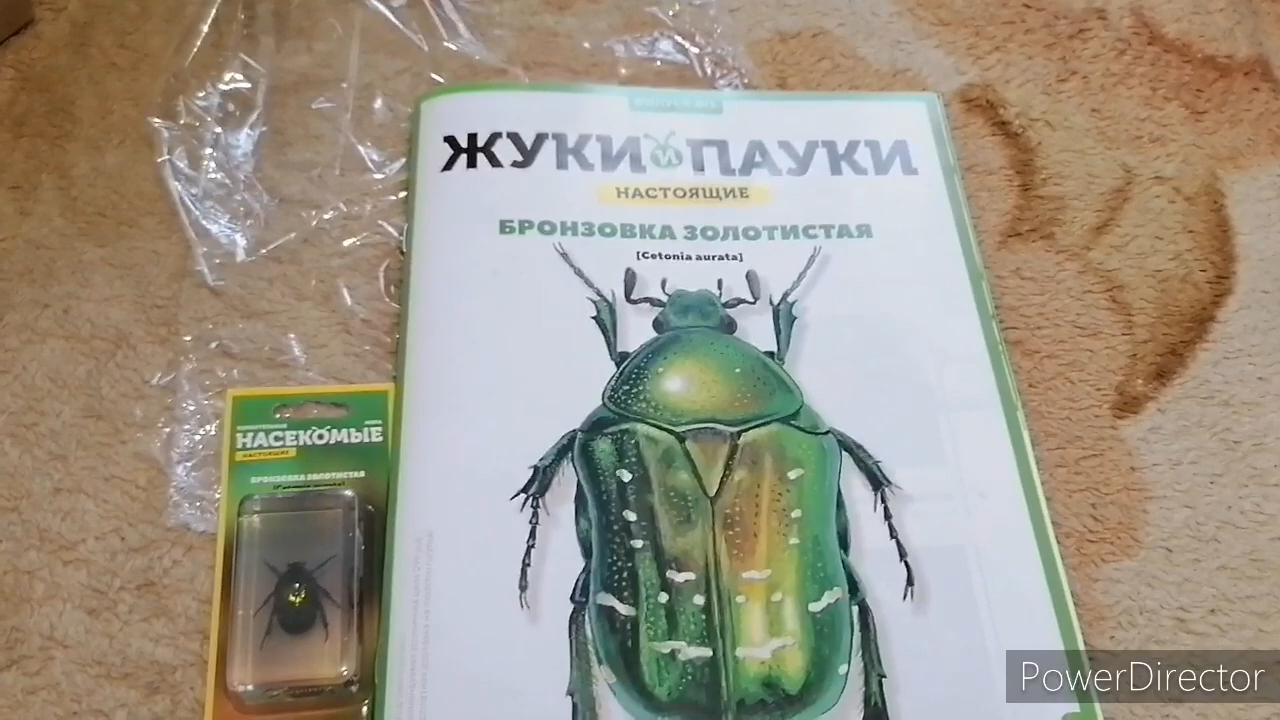 ЖУКИ И ПАУКИ
НАСТОЯЩИЕ
БРОНЗОВКА ЗОЛОТИСТАЯ
[Cetonia aurata]
НАСЕКОМЫЕ
НАСТОЯЩИЕ
БРОНЗОВКА ЗОЛОТИСТАЯ
PowerDirector